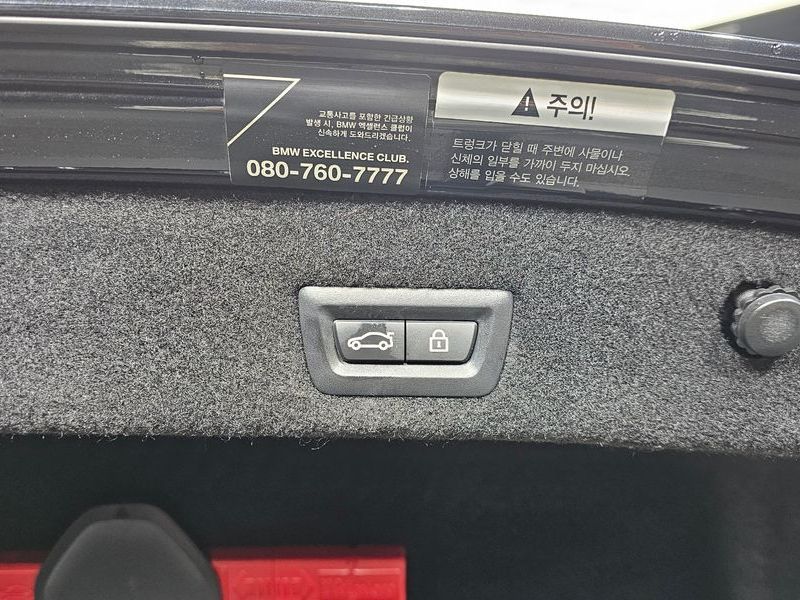 교통사고를 포함한 긴급상황
발생 시, BMW 엑셀런스 클럽이
신속하게 도와드리겠습니다.
BMW EXCELLENCE CLUB.
080-760-7777
주의!
트렁크가 닫힐 때 주변에 사물이나
신체의 일부를 가까이 두지 마십시오.
상해를 입을 수도 있습니다.